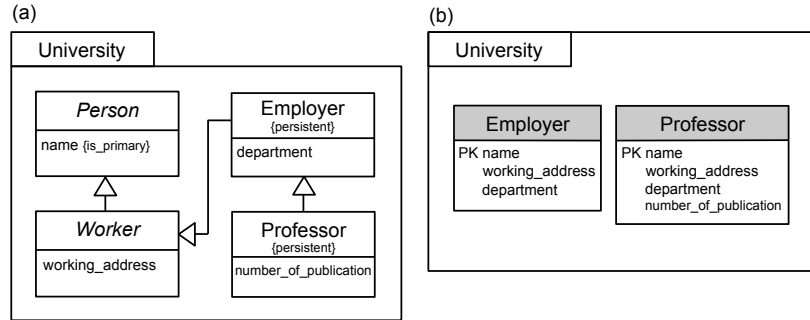 (a)
University
Person
name {is_primary}
Worker
working_address
Employer
{persistent}
department
Professor
{persistent}
number_of_publication
(b)
University
Employer
PK name
working_address
department
Professor
PK name
working_address
department
number_of_publication